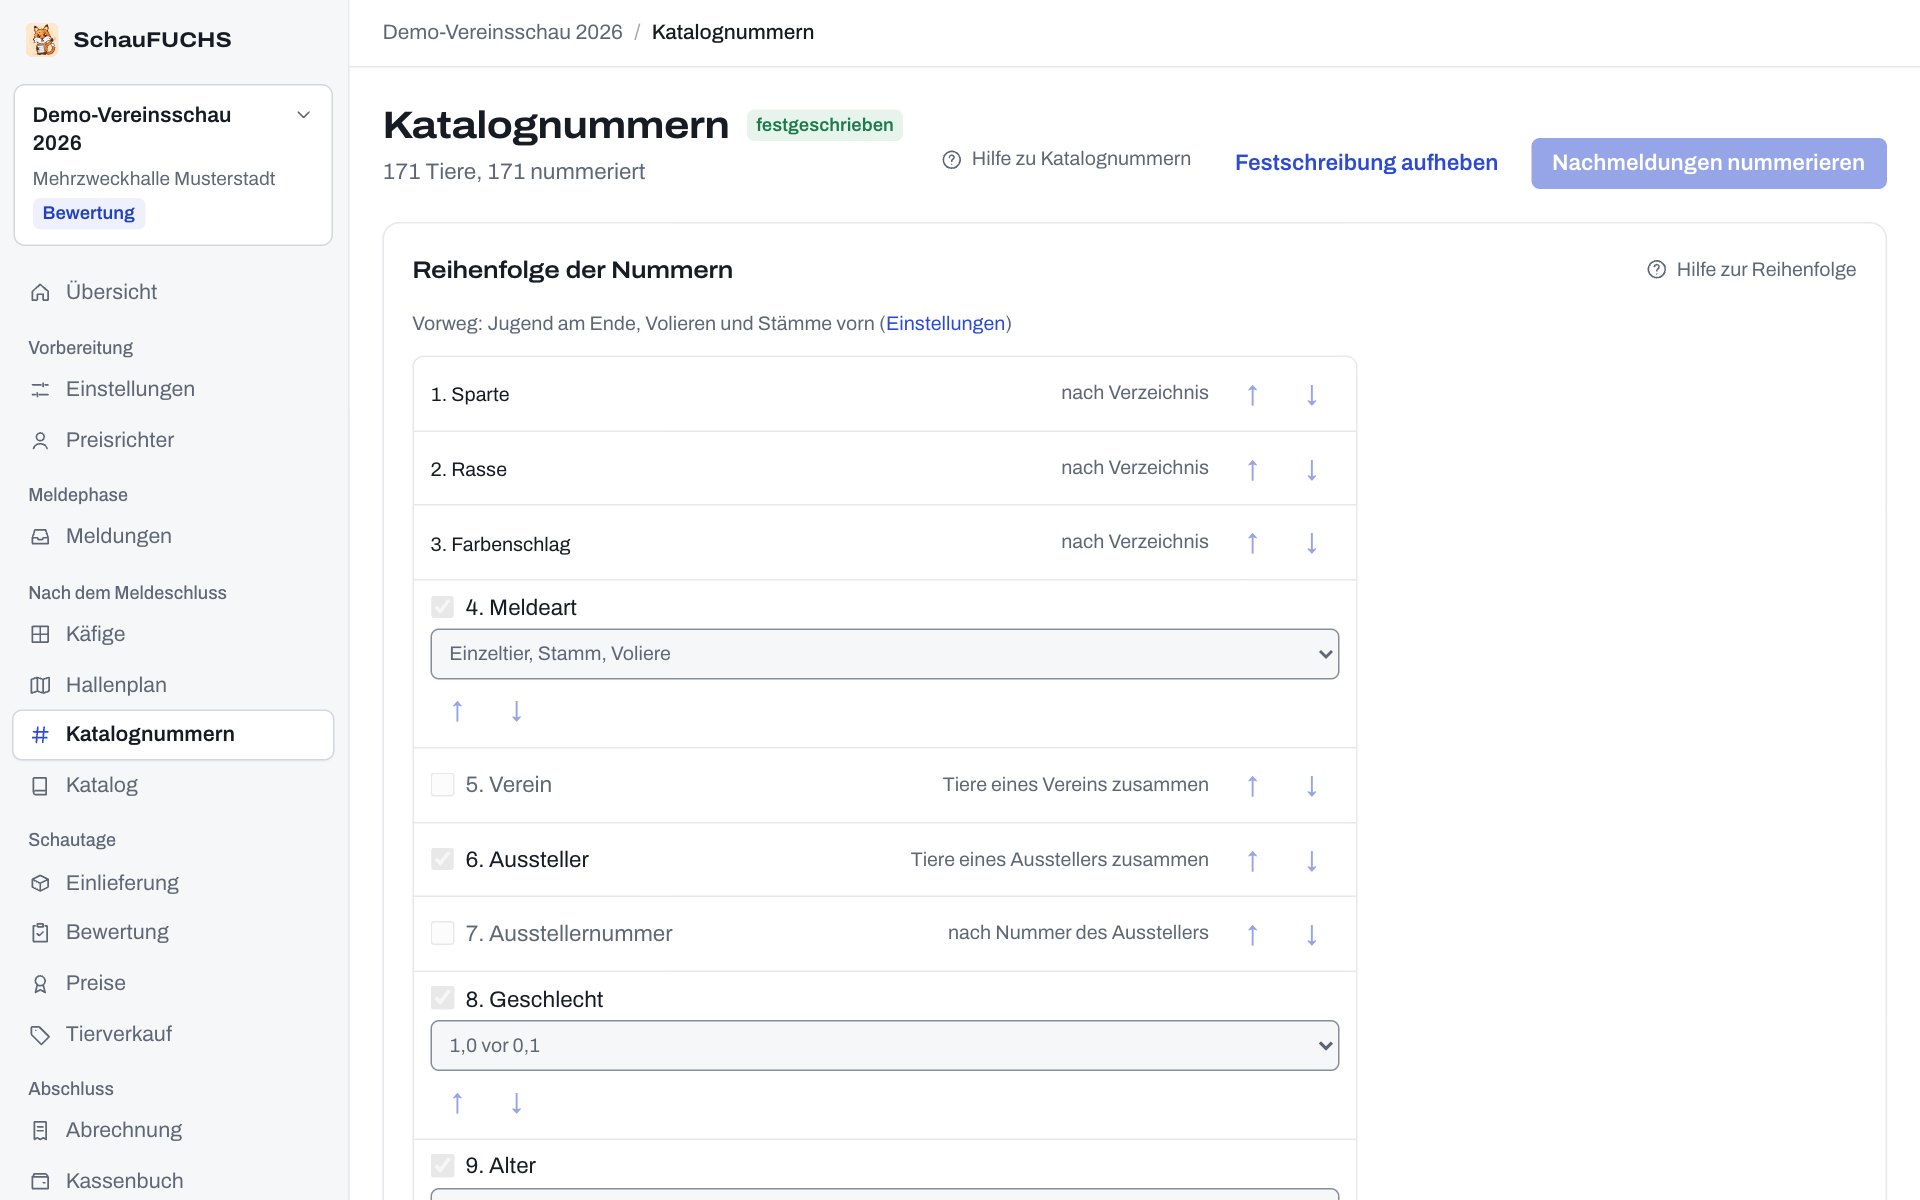 SchauFUCHS
Demo-Vereinsschau
2026
Mehrzweckhalle Musterstadt
Bewertung
Übersicht
Vorbereitung
Einstellungen
Preisrichter
Meldephase
Meldungen
Nach dem Meldeschluss
Käfige
Hallenplan
Katalognummern
Katalog
Schautage
Einlieferung
Bewertung
Preise
Tierverkauf
Abschluss
Abrechnung
Kassenbuch
Demo-Vereinsschau 2026 / Katalognummern
Katalognummern festgeschrieben
171 Tiere, 171 nummeriert
Hilfe zu Katalognummern
Festschreibung aufheben
Nachmeldungen nummerieren
Reihenfolge der Nummern
Hilfe zur Reihenfolge
Vorweg: Jugend am Ende, Volieren und Stämme vorn (Einstellungen)
1. Sparte nach Verzeichnis ↑ ↓
2. Rasse nach Verzeichnis ↑ ↓
3. Farbenschlag nach Verzeichnis ↑ ↓
4. Meldeart
Einzeltier, Stamm, Voliere
↑ ↓
5. Verein Tiere eines Vereins zusammen ↑ ↓
6. Aussteller Tiere eines Ausstellers zusammen ↑ ↓
7. Ausstellernummer nach Nummer des Ausstellers ↑ ↓
8. Geschlecht
1,0 vor 0,1
↑ ↓
9. Alter